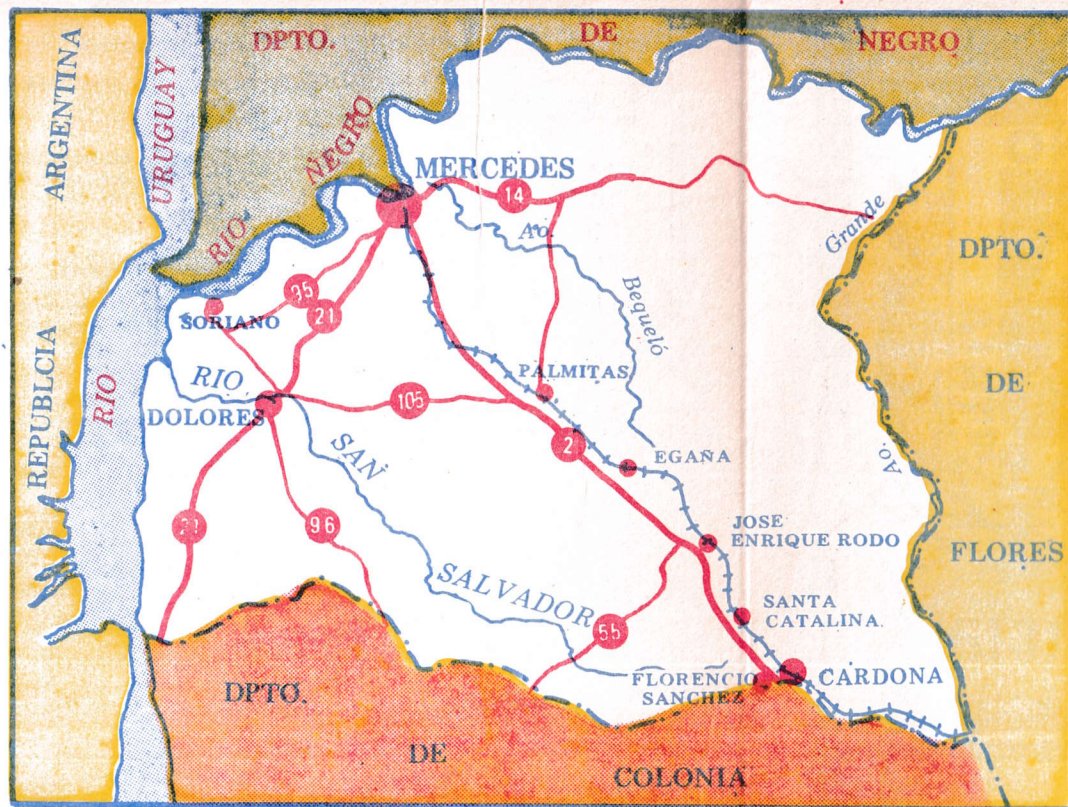 DPTO. DE NEGRO
ARGENTINA
URUGUAY
RIO NEGRO
MERCEDES
14
Ao.
Grande
DPTO.
Bequeló
35
21
SORIANO
RIO
PALMITAS
DOLORES
105
DE
REPUBLCIA
RIO
SAN
2
EGAÑA
Ao.
96
JOSE
ENRIQUE RODO
FLORES
SALVADOR
SANTA
CATALINA.
55
FLORENCIO
SANCHEZ
CARDONA
DPTO.
DE
COLONIA